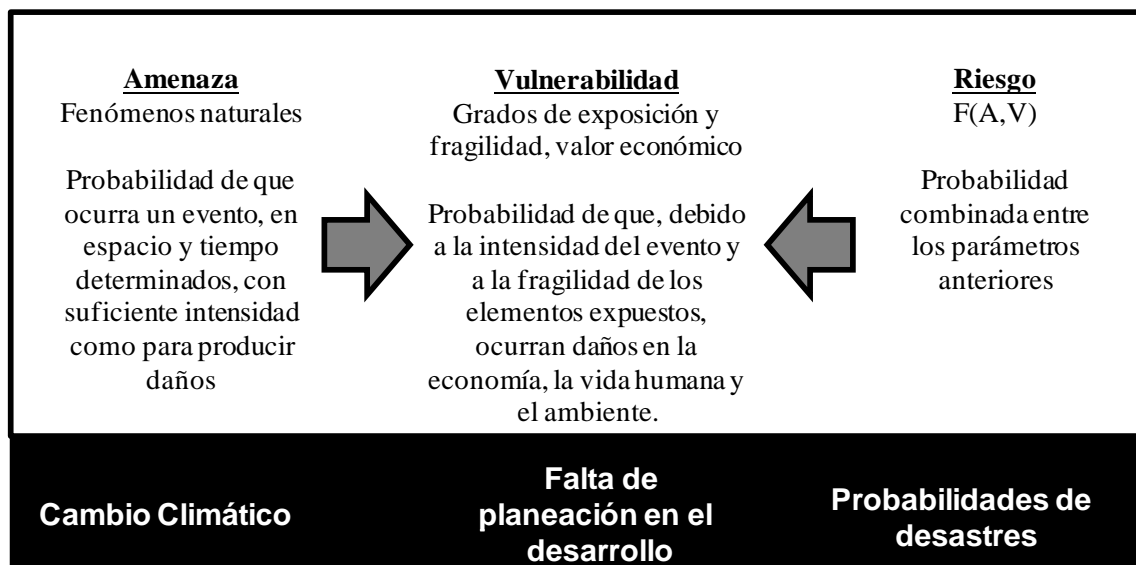 Amenaza
Fenómenos naturales
Probabilidad de que
ocurra un evento, en
espacio y tiempo
determinados, con
suficiente intensidad
como para producir
daños
Vulnerabilidad
Grados de exposición y
fragilidad, valor económico
Probabilidad de que, debido
a la intensidad del evento y
a la fragilidad de los
elementos expuestos,
ocurran daños en la
economía, la vida humana y
el ambiente.
Riesgo
F(A,V)
Probabilidad
combinada entre
los parámetros
anteriores
Cambio Climático
Falta de
planeación en el
desarrollo
Probabilidades de
desastres